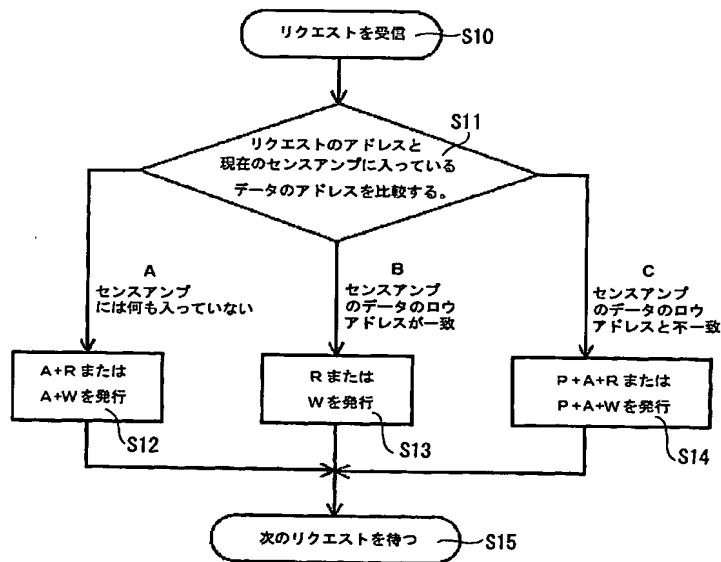 リクエストを受信
S10
S11
リクエストのアドレスと
現在のセンスアンプに入っている
データのアドレスを比較する。
A
センスアンプ
には何も入っていない
B
センスアンプ
のデータのロウ
アドレスが一致
C
センスアンプ
のデータのロウ
アドレスと不一致
A+R または
A+W を発行
S12
R または
W を発行
S13
P+A+R または
P+A+W を発行
S14
次のリクエストを待つ
S15